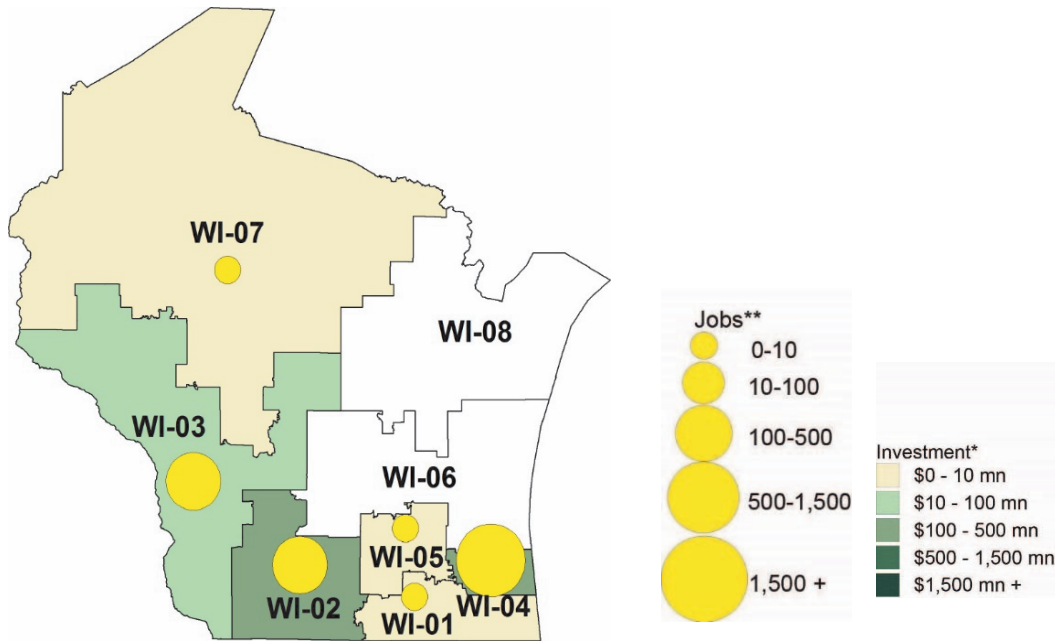 WI-07
WI-08
WI-03
WI-06
WI-05
WI-02
WI-04
WI-01
Jobs**
0-10
10-100
100-500
500-1,500
1,500 +
Investment*
$0 - 10 mn
$10 - 100 mn
$100 - 500 mn
$500 - 1,500 mn
$1,500 mn +